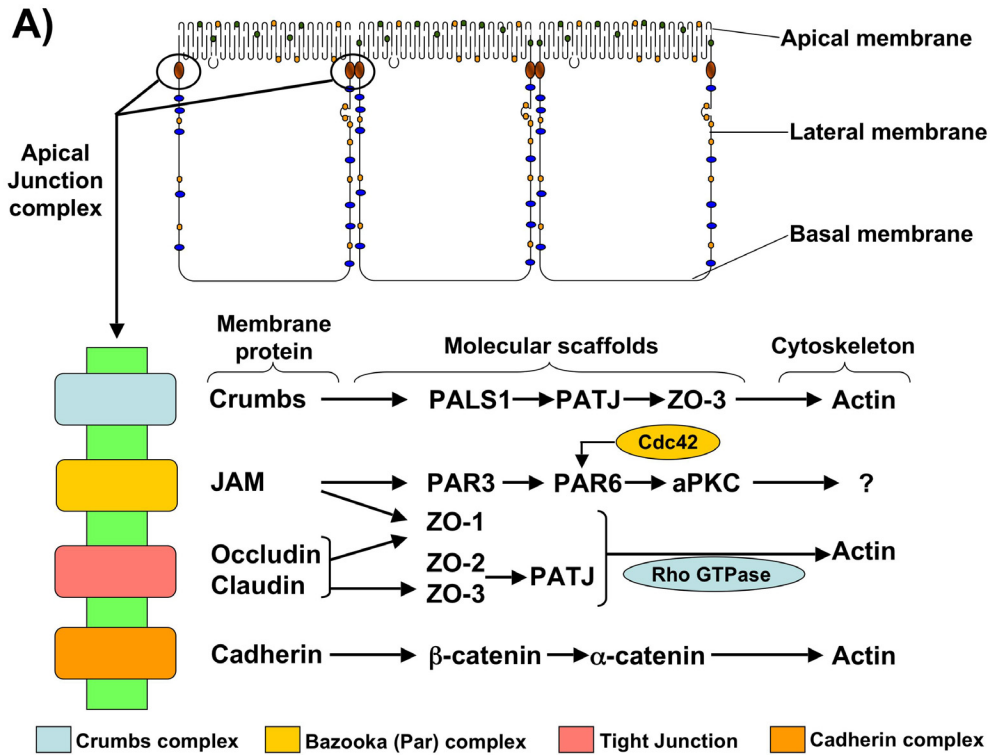 A)
Apical membrane
Lateral membrane
Apical
Junction
complex
Basal membrane
Membrane
protein
Molecular scaffolds
Cytoskeleton
Crumbs PALS1 PATJ ZO-3 Actin
Cdc42
JAM PAR3 PAR6 aPKC ?
ZO-1
Occludin
Claudin
ZO-2
ZO-3
PATJ
Actin
Rho GTPase
Cadherin β-catenin α-catenin Actin
Crumbs complex Bazooka (Par) complex Tight Junction Cadherin complex